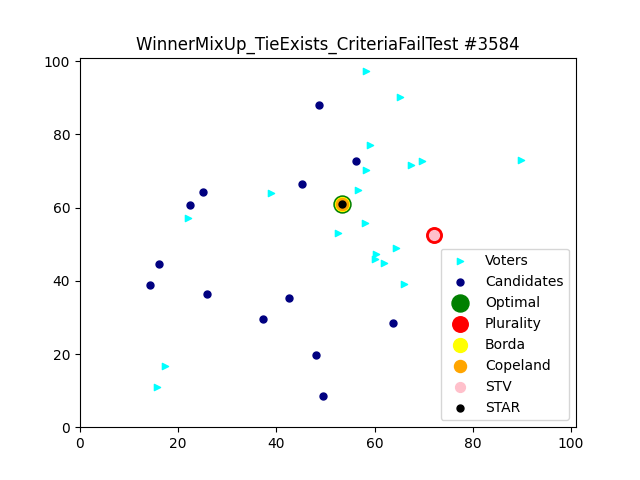 WinnerMixUp_TieExists_CriteriaFailTest #3584
100
80
60
40
20
0
0 20 40 60 80 100
Voters
Candidates
Optimal
Plurality
Borda
Copeland
STV
STAR